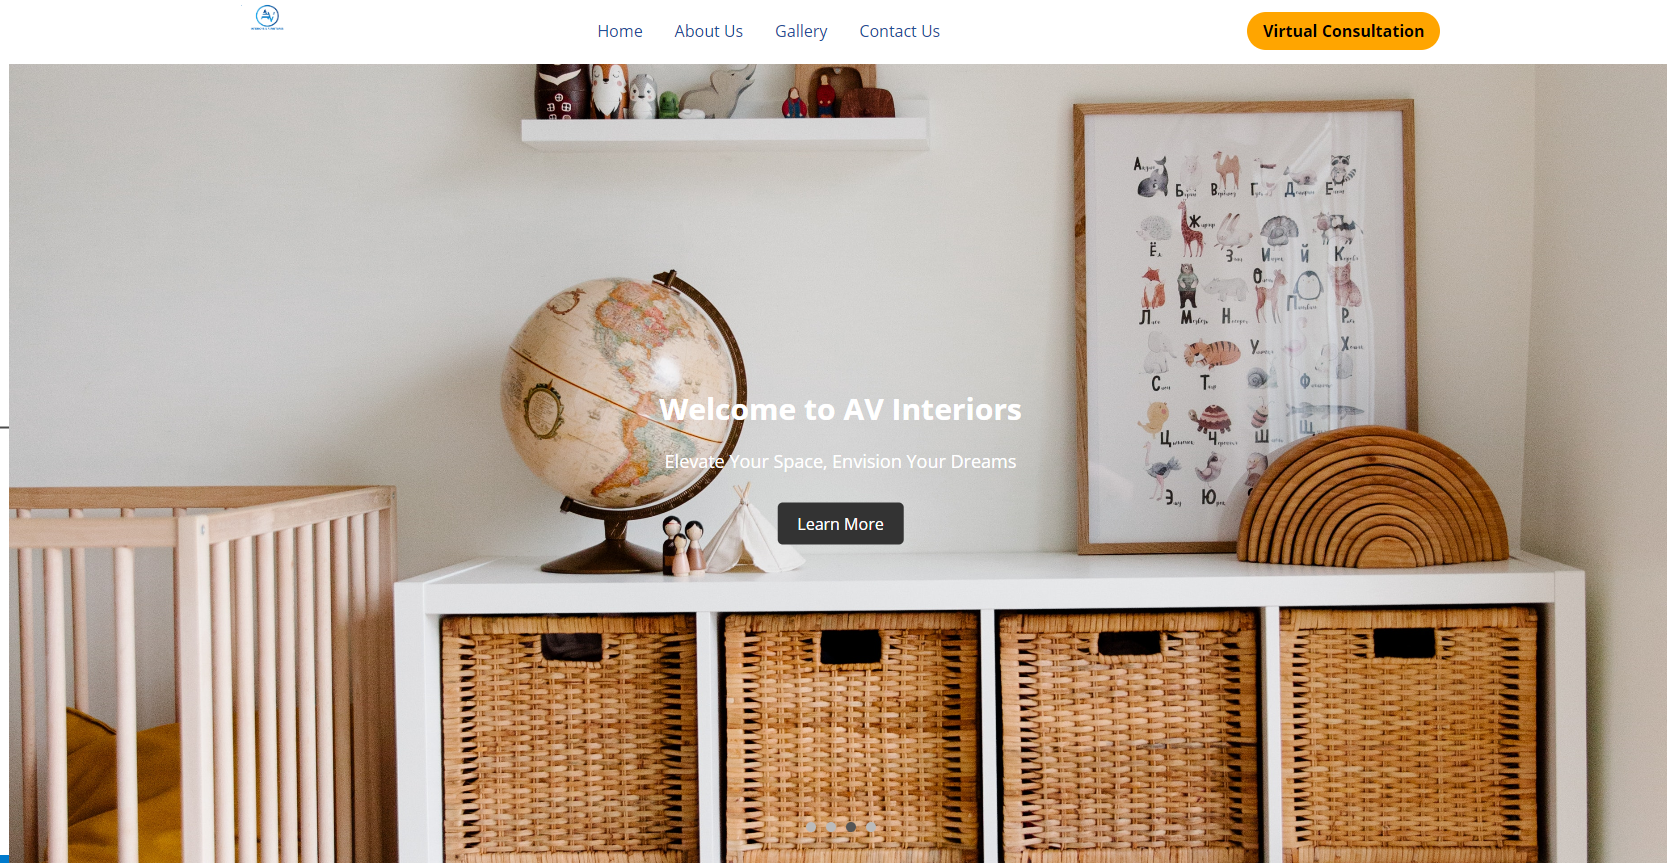 AV
Home
About Us
Gallery
Contact Us
Virtual Consultation
А
Б
В
Г
Д
Е
Ё
Ж
З
И
Й
К
Л
М
Н
О
П
Р
С
Т
У
Ф
Х
Ц
Ч
Ш
Щ
Э
Ю
Welcome to AV Interiors
Elevate Your Space, Envision Your Dreams
Learn More